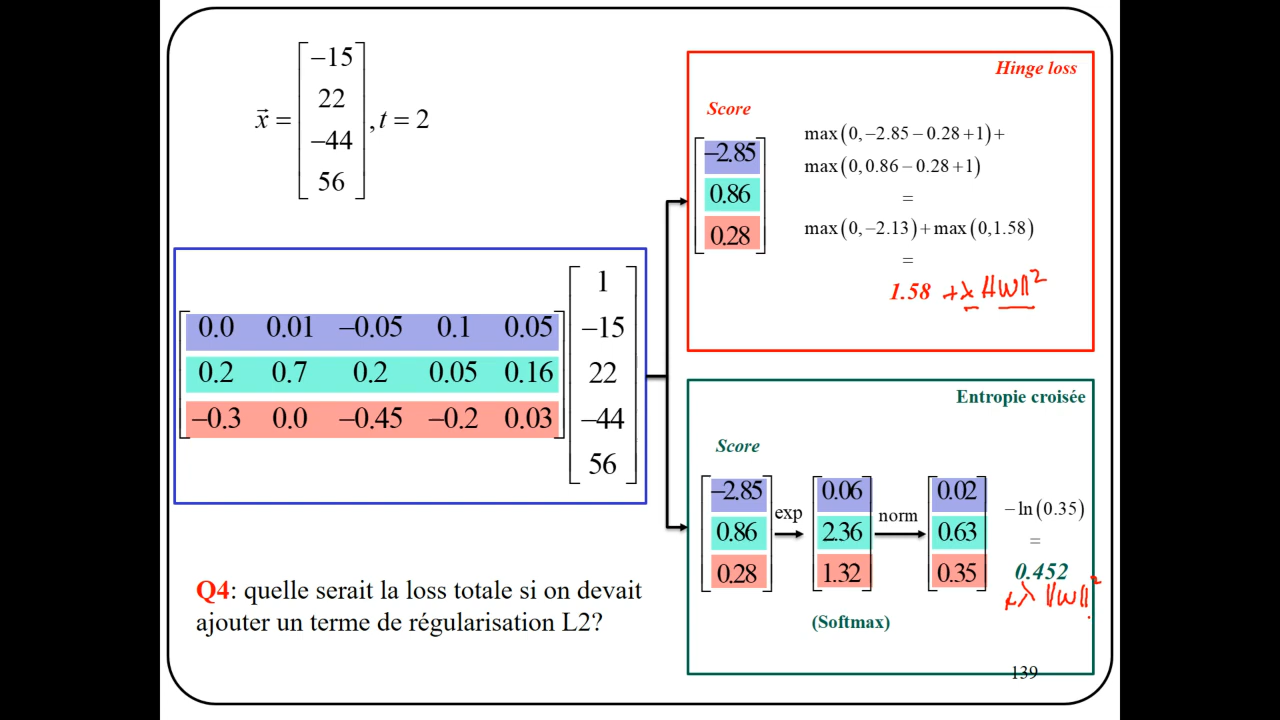 x⃗ = [−15 22 −44 56], t = 2
Hinge loss
Score
[−2.85 0.86 0.28]
max(0,−2.85−0.28+1)+
max(0,0.86−0.28+1)
=
max(0,−2.13)+max(0,1.58)
=
1.58 +λ ||W||²
0.0 0.01 −0.05 0.1 0.05
0.2 0.7 0.2 0.05 0.16
−0.3 0.0 −0.45 −0.2 0.03
1
−15
22
−44
56
Entropie croisée
Score
−2.85 0.06 0.02
exp norm
0.86 2.36 0.63
0.28 1.32 0.35
(Softmax)
−ln(0.35)
=
0.452
+λ ||W||²
Q4: quelle serait la loss totale si on devait
ajouter un terme de régularisation L2?
139